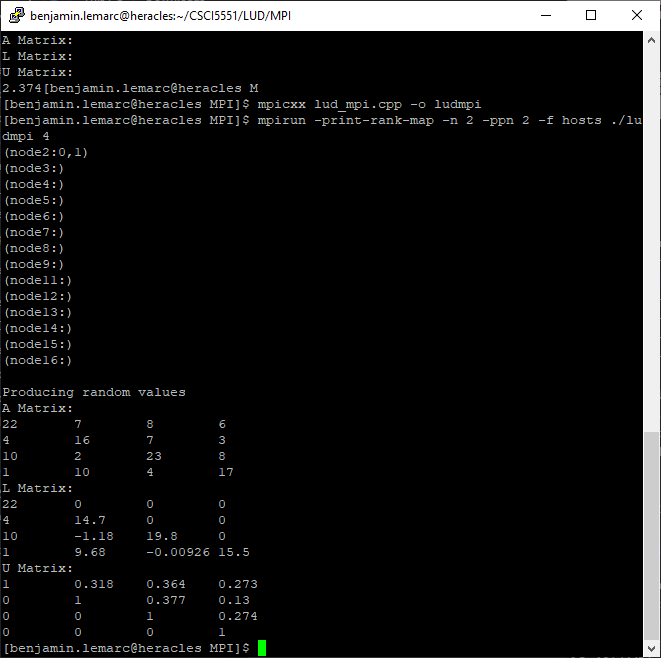 benjamin.lemarc@heracles:~/CSCI5551/LUD/MPI
A Matrix:
L Matrix:
U Matrix:
2.374[benjamin.lemarc@heracles M
[benjamin.lemarc@heracles MPI]$ mpicxx lud_mpi.cpp -o ludmpi
[benjamin.lemarc@heracles MPI]$ mpirun -print-rank-map -n 2 -ppn 2 -f hosts ./lu
dmpi 4
(node2:0,1)
(node3:)
(node4:)
(node5:)
(node6:)
(node7:)
(node8:)
(node9:)
(node11:)
(node12:)
(node13:)
(node14:)
(node15:)
(node16:)
Producing random values
A Matrix:
22 7 8 6
4 16 7 3
10 2 23 8
1 10 4 17
L Matrix:
22 0 0 0
4 14.7 0 0
10 -1.18 19.8 0
1 9.68 -0.00926 15.5
U Matrix:
1 0.318 0.364 0.273
0 1 0.377 0.13
0 0 1 0.274
0 0 0 1
[benjamin.lemarc@heracles MPI]$